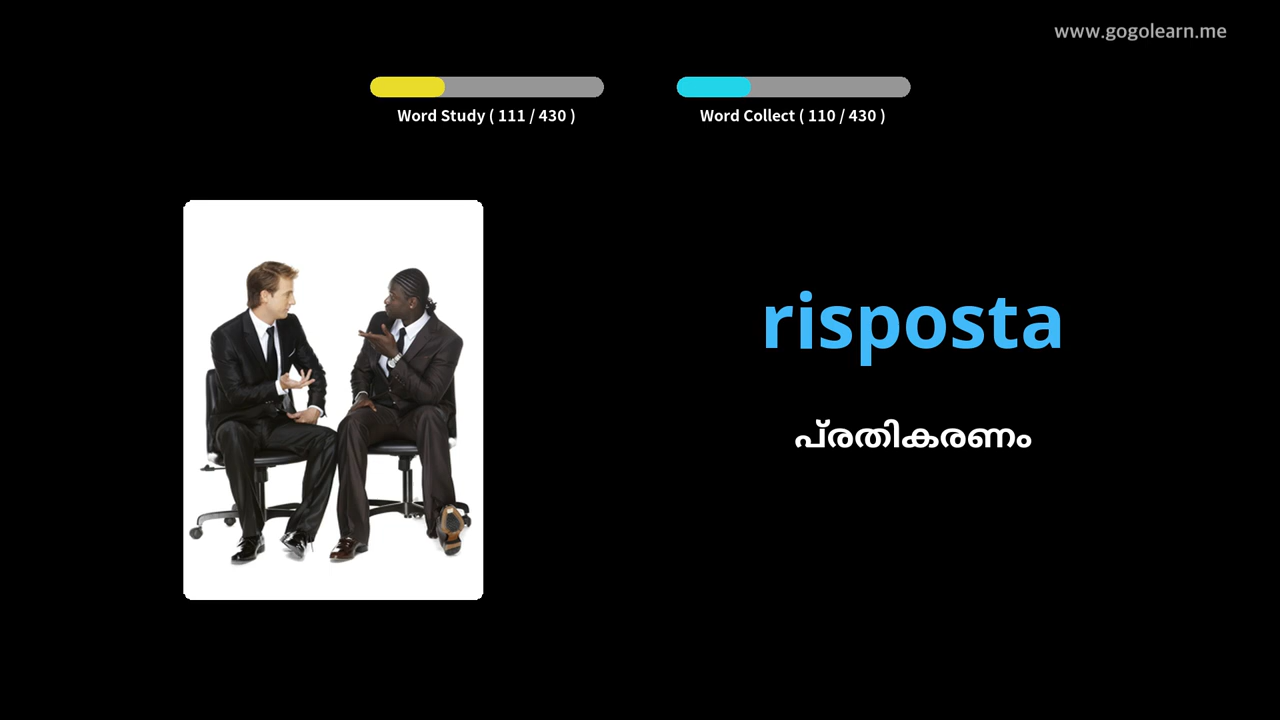 www.gogolearn.me
Word Study ( 111 / 430 )
Word Collect ( 110 / 430 )
risposta
പ്രതികരണം